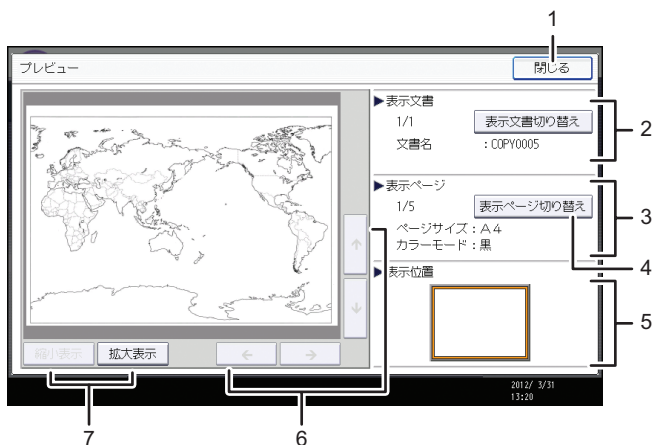 1
プレビュー
閉じる
▶表示文書
1/1
表示文書切り替え
文書名 :COPY0005
2
▶表示ページ
1/5
表示ページ切り替え
ページサイズ:A4
カラーモード:黒
3
4
▶表示位置
5
縮小表示
拡大表示
←
→
↑
↓
2012/ 3/31
13:20
7
6